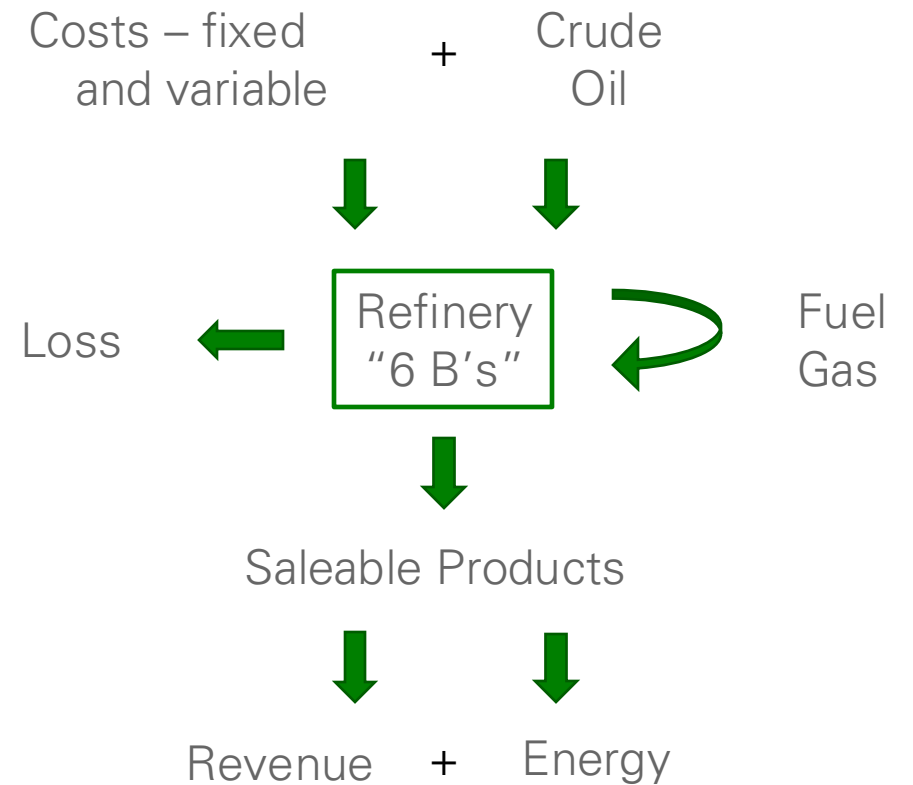 Costs – fixed
and variable
+
Crude
Oil
Loss
Refinery
“6 B’s”
Fuel
Gas
Saleable Products
Revenue + Energy